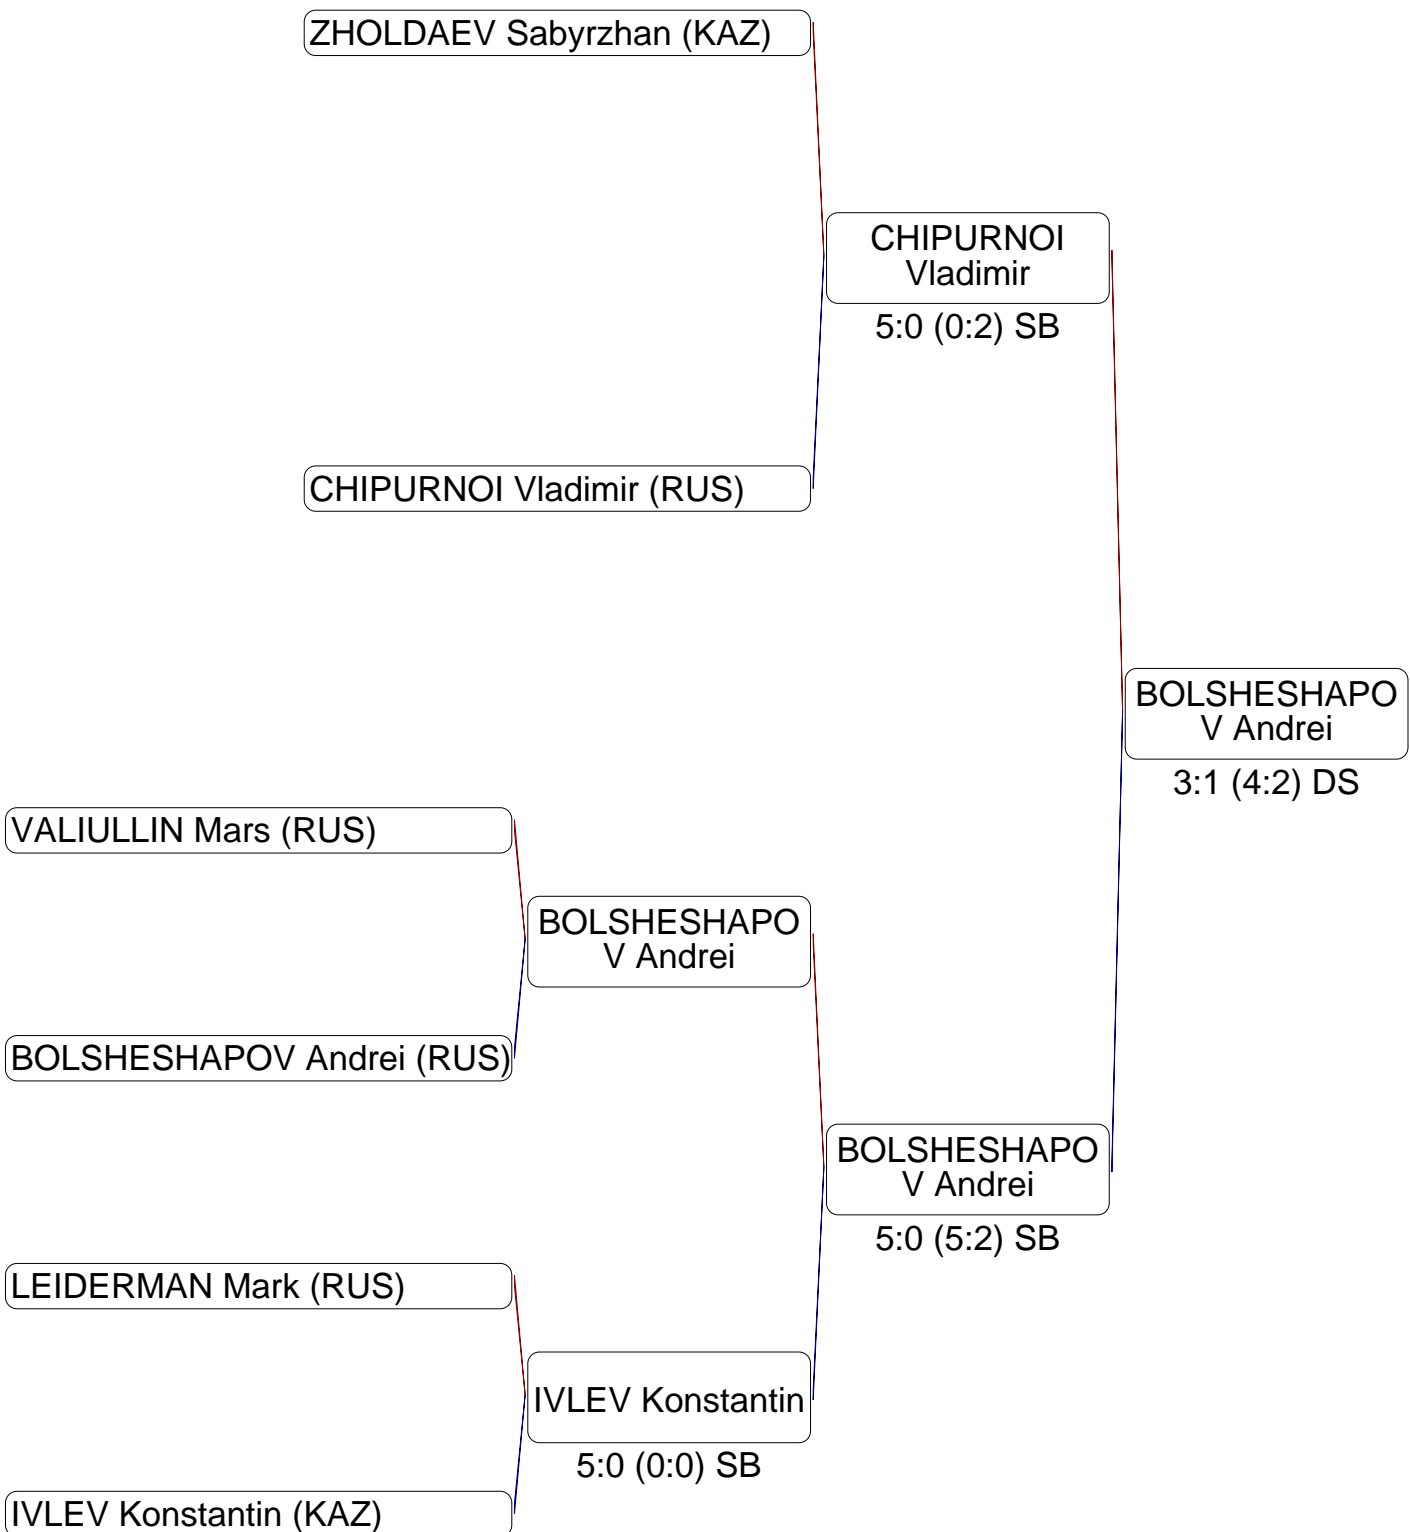 ZHOLDAEV Sabyrzhan (KAZ)
CHIPURNOI
Vladimir
5:0 (0:2) SB
CHIPURNOI Vladimir (RUS)
BOLSHESHAPO
V Andrei
3:1 (4:2) DS
VALIULLIN Mars (RUS)
BOLSHESHAPO
V Andrei
BOLSHESHAPOV Andrei (RUS)
BOLSHESHAPO
V Andrei
5:0 (5:2) SB
LEIDERMAN Mark (RUS)
IVLEV Konstantin
5:0 (0:0) SB
IVLEV Konstantin (KAZ)